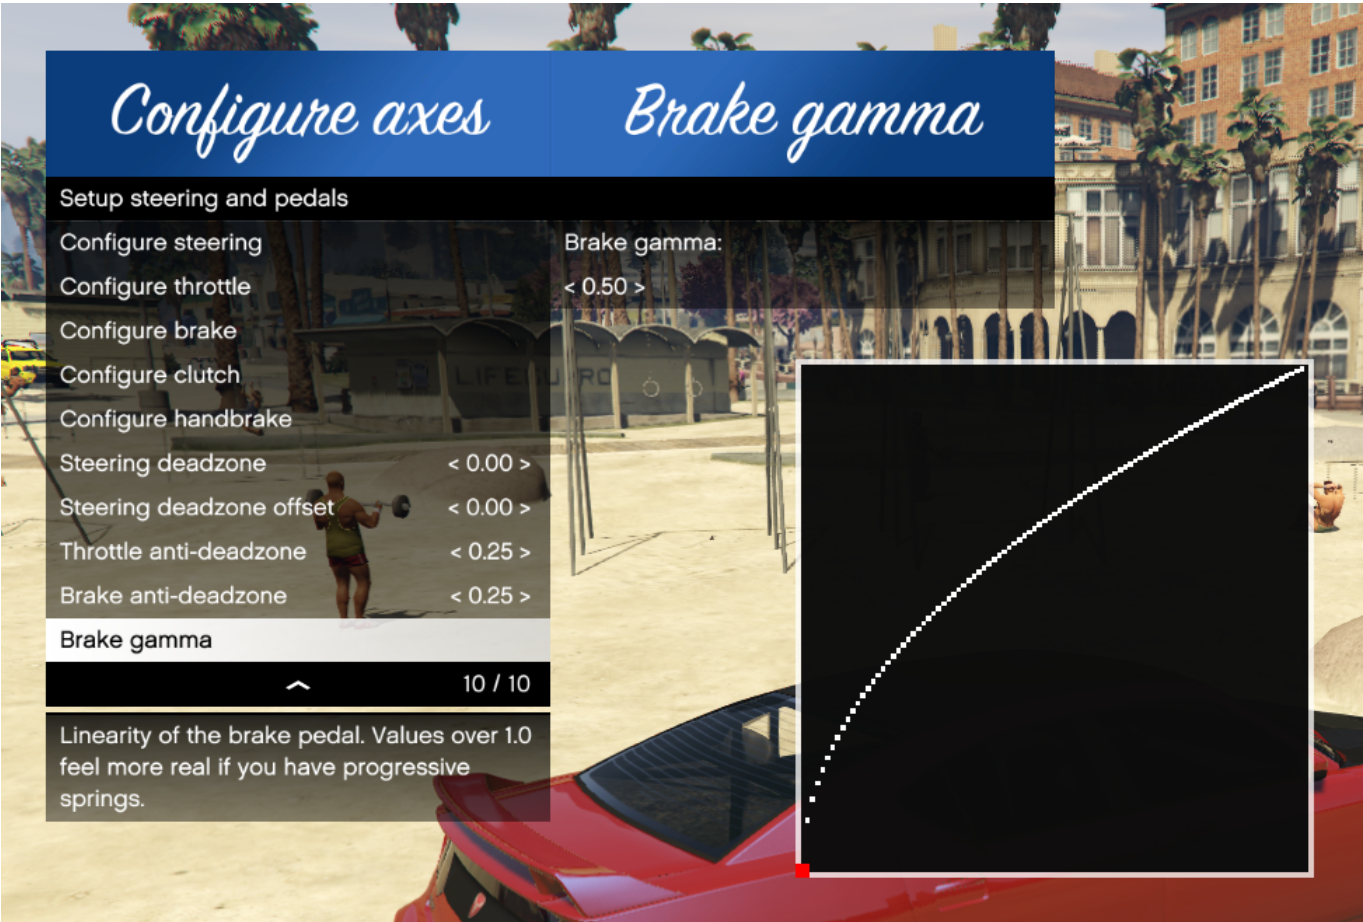 Configure axes
Brake gamma
Setup steering and pedals
Configure steering
Configure throttle
Configure brake
Configure clutch
Configure handbrake
Steering deadzone < 0.00 >
Steering deadzone offset < 0.00 >
Throttle anti-deadzone < 0.25 >
Brake anti-deadzone < 0.25 >
Brake gamma
10 / 10
Linearity of the brake pedal. Values over 1.0
feel more real if you have progressive
springs.
Brake gamma:
< 0.50 >
LIFEGUARD